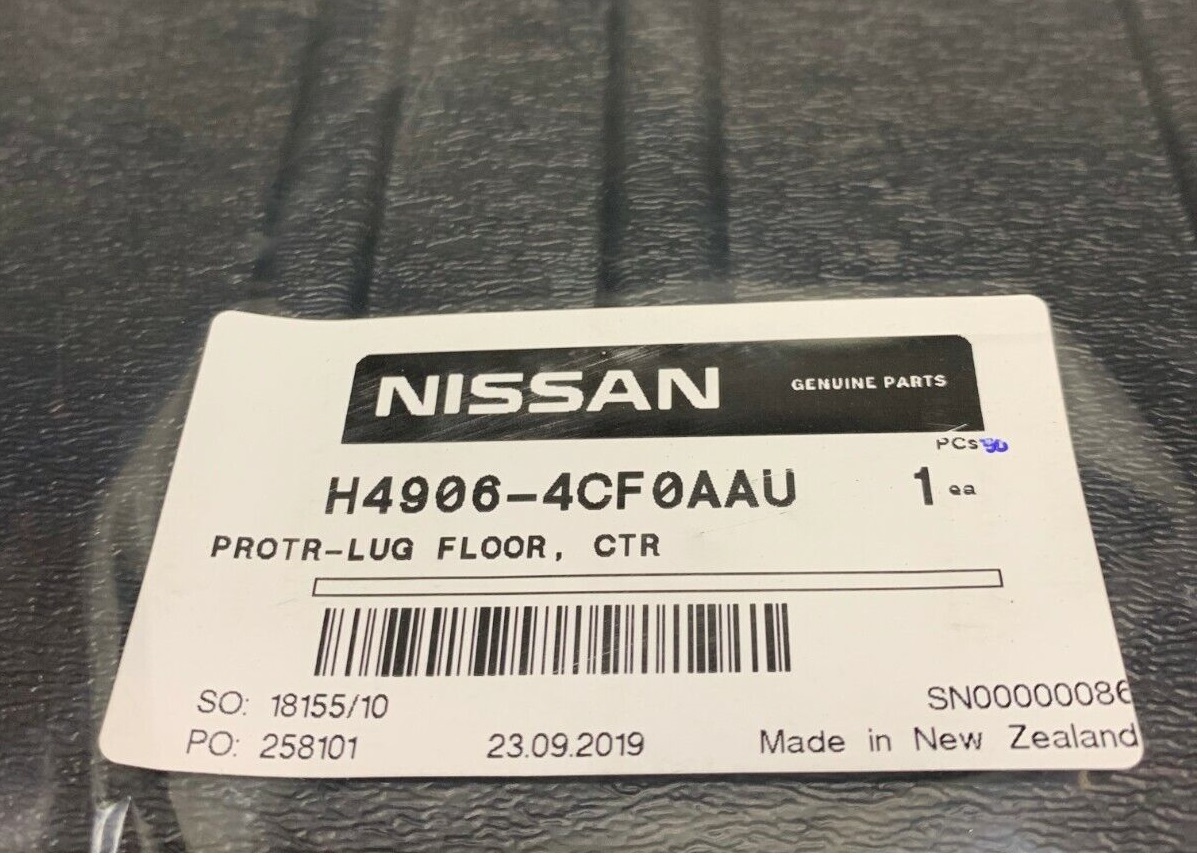 NISSAN GENUINE PARTS
PCs
H4906-4CF0AAU 1 ea
PROTR-LUG FLOOR, CTR
SO: 18155/10 SN00000086
PO: 258101 23.09.2019 Made in New Zealand